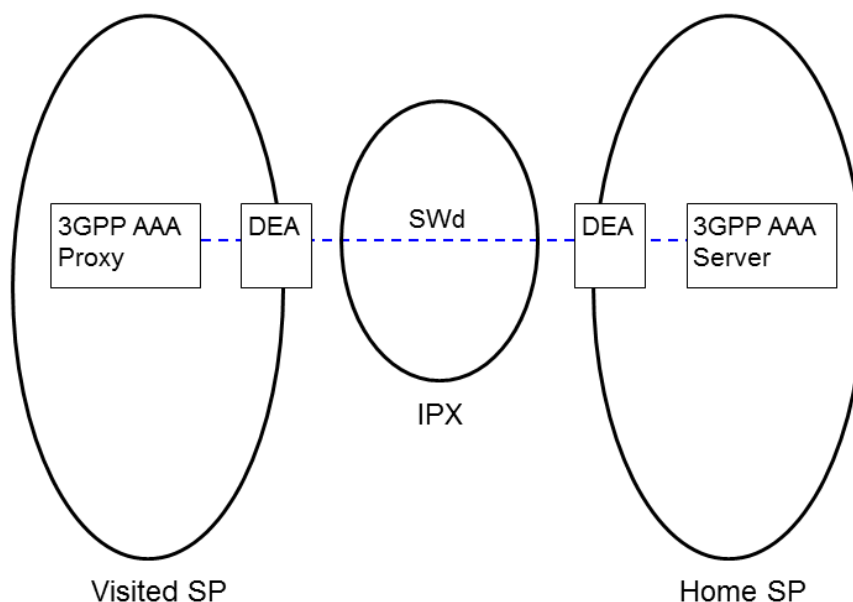 3GPP AAA
Proxy
DEA
SWd
DEA
3GPP AAA
Server
IPX
Visited SP
Home SP